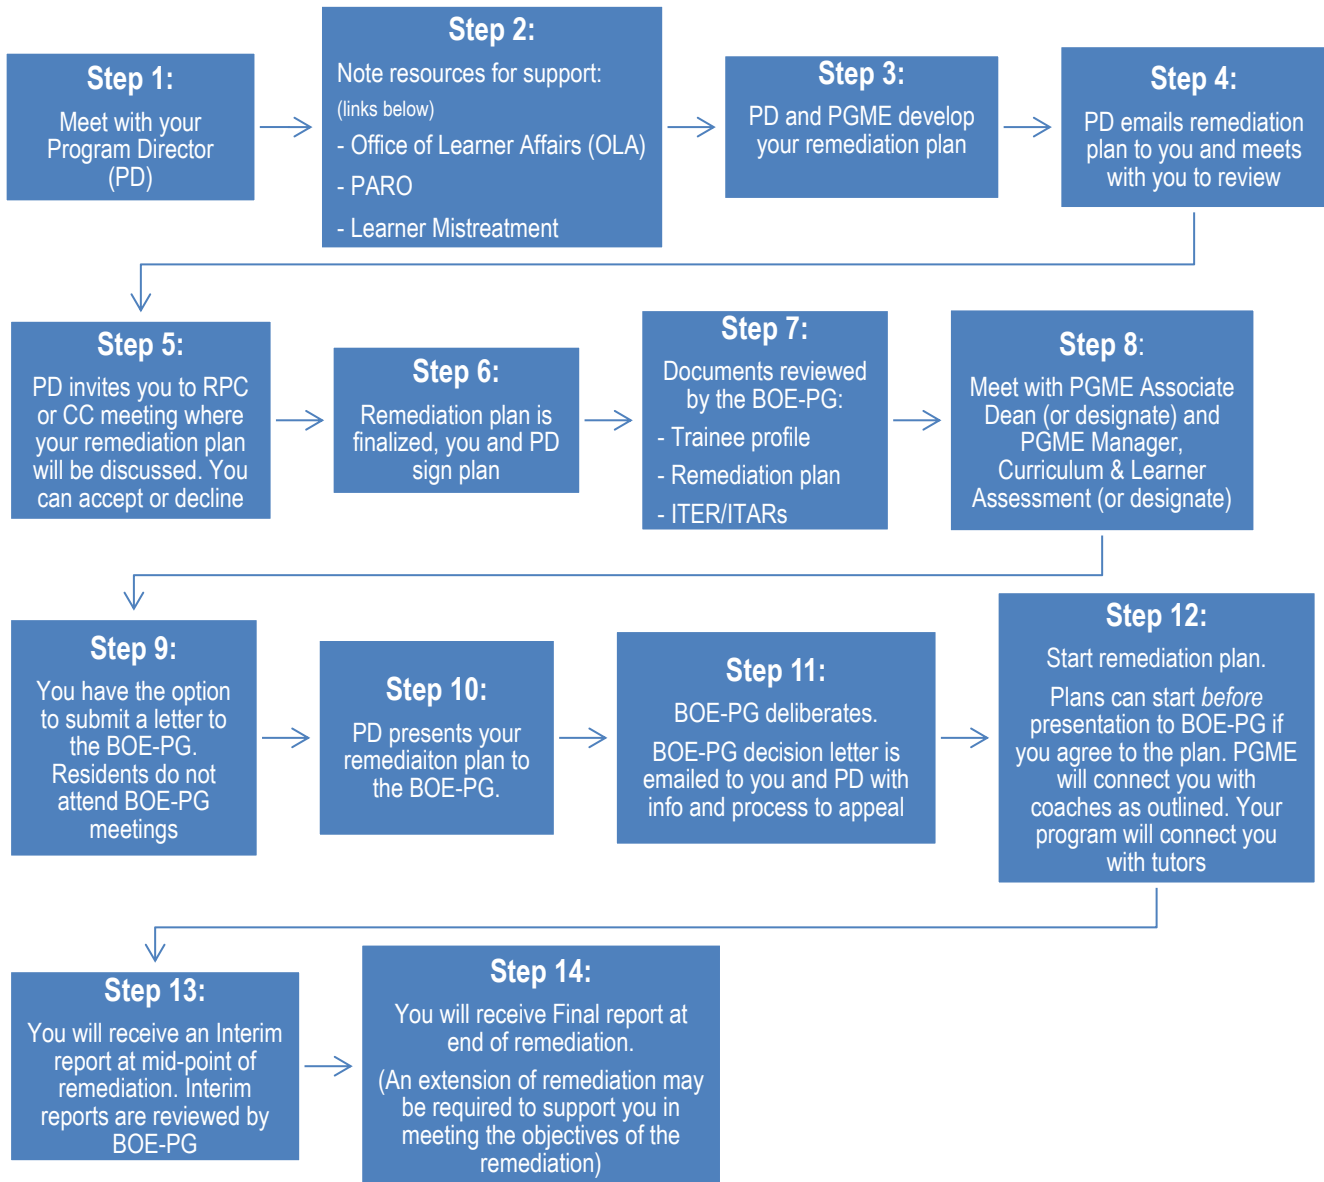 Step 1:
Meet with your
Program Director
(PD)
Step 2:
Note resources for support:
(links below)
- Office of Learner Affairs (OLA)
- PARO
- Learner Mistreatment
Step 3:
PD and PGME develop
your remediation plan
Step 4:
PD emails remediation
plan to you and meets
with you to review
Step 5:
PD invites you to RPC
or CC meeting where
your remediation plan
will be discussed. You
can accept or decline
Step 6:
Remediation plan is
finalized, you and PD
sign plan
Step 7:
Documents reviewed
by the BOE-PG:
- Trainee profile
- Remediation plan
- ITER/ITARs
Step 8:
Meet with PGME Associate
Dean (or designate) and
PGME Manager,
Curriculum & Learner
Assessment (or designate)
Step 9:
You have the option
to submit a letter to
the BOE-PG.
Residents do not
attend BOE-PG
meetings
Step 10:
PD presents your
remediaiton plan to
the BOE-PG.
Step 11:
BOE-PG deliberates.
BOE-PG decision letter is
emailed to you and PD with
info and process to appeal
Step 12:
Start remediation plan.
Plans can start before
presentation to BOE-PG if
you agree to the plan. PGME
will connect you with
coaches as outlined. Your
program will connect you
with tutors
Step 13:
You will receive an Interim
report at mid-point of
remediation. Interim
reports are reviewed by
BOE-PG
Step 14:
You will receive Final report at
end of remediation.
(An extension of remediation may
be required to support you in
meeting the objectives of the
remediation)